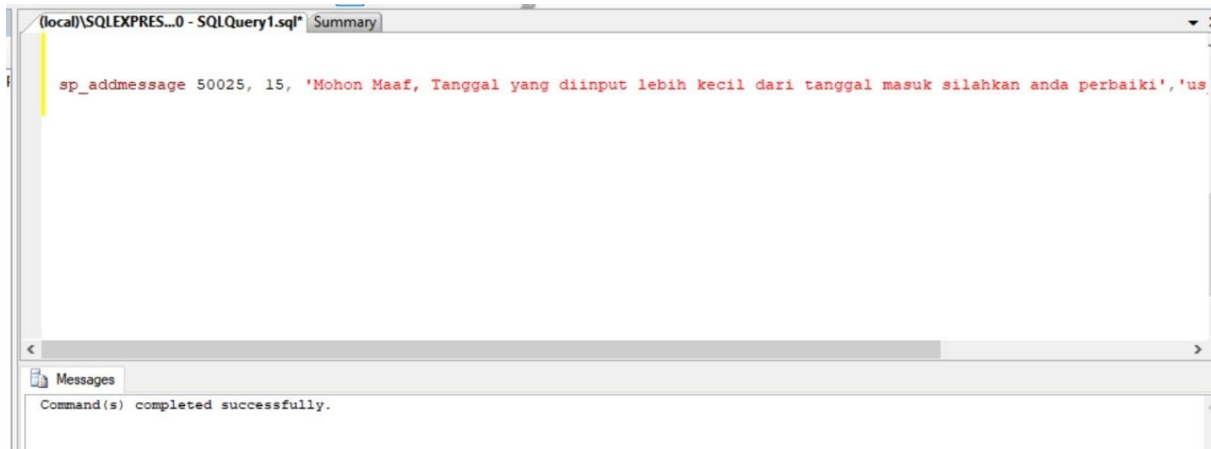 (local)\SQLEXPRES...0 - SQLQuery1.sql* Summary
sp_addmessage 50025, 15, 'Mohon Maaf, Tanggal yang diinput lebih kecil dari tanggal masuk silahkan anda perbaiki','us_
Messages
Command(s) completed successfully.